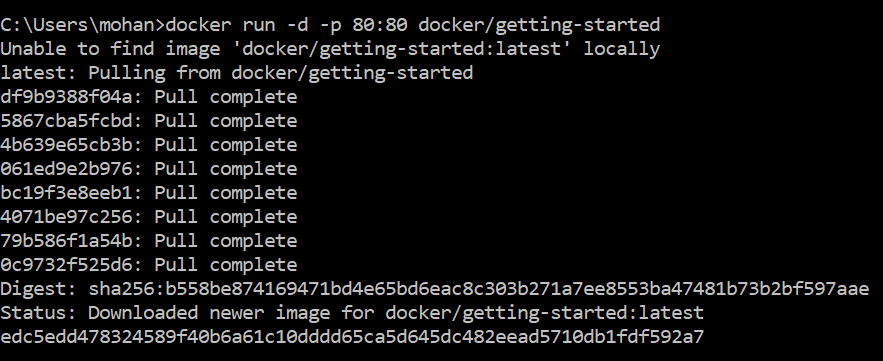 C:\Users\mohan>docker run -d -p 80:80 docker/getting-started
Unable to find image 'docker/getting-started:latest' locally
latest: Pulling from docker/getting-started
df9b9388f04a: Pull complete
5867cba5fcbd: Pull complete
4b639e65cb3b: Pull complete
061ed9e2b976: Pull complete
bc19f3e8eeb1: Pull complete
4071be97c256: Pull complete
79b586f1a54b: Pull complete
0c9732f525d6: Pull complete
Digest: sha256:b558be874169471bd4e65bd6eac8c303b271a7ee8553ba47481b73b2bf597aae
Status: Downloaded newer image for docker/getting-started:latest
edc5edd478324589f40b6a61c10dddd65ca5d645dc482eead5710db1fdf592a7